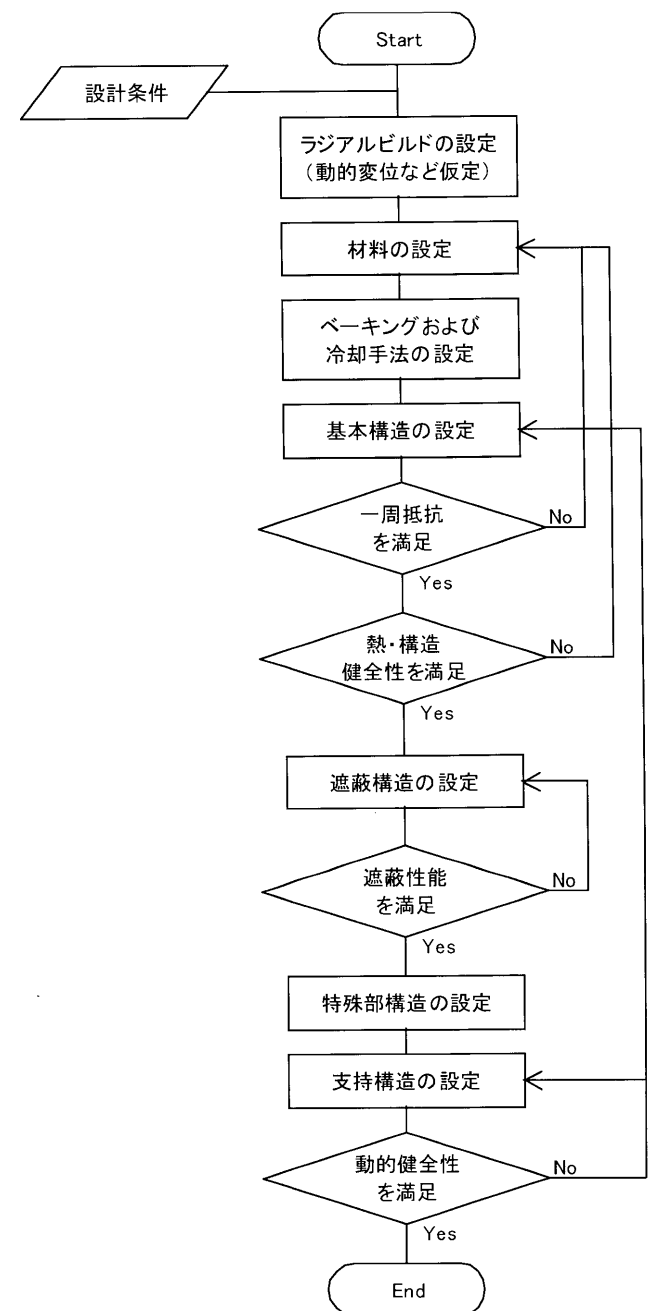 Start
設計条件
ラジアルビルドの設定
(動的変位など仮定)
材料の設定
ベーキングおよび
冷却手法の設定
基本構造の設定
一周抵抗
を満足
No
Yes
熱・構造
健全性を満足
No
Yes
遮蔽構造の設定
遮蔽性能
を満足
No
Yes
特殊部構造の設定
支持構造の設定
動的健全性
を満足
No
Yes
End